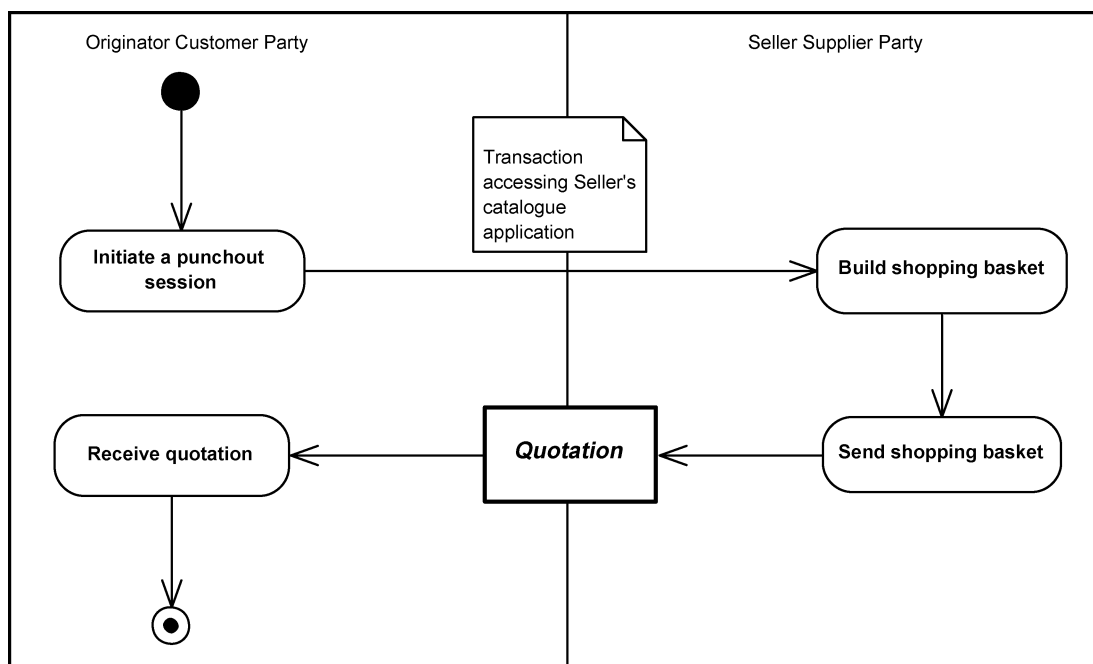 Originator Customer Party
Seller Supplier Party
Transaction
accessing Seller's
catalogue
application
Initiate a punchout
session
Build shopping basket
Receive quotation
Quotation
Send shopping basket